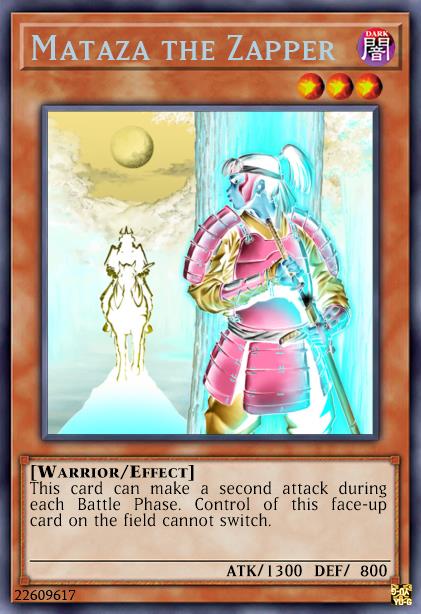 Mataza the Zapper
DARK
闇
[Warrior/Effect]
This card can make a second attack during
each Battle Phase. Control of this face-up
card on the field cannot switch.
ATK/1300 DEF/ 800
22609617